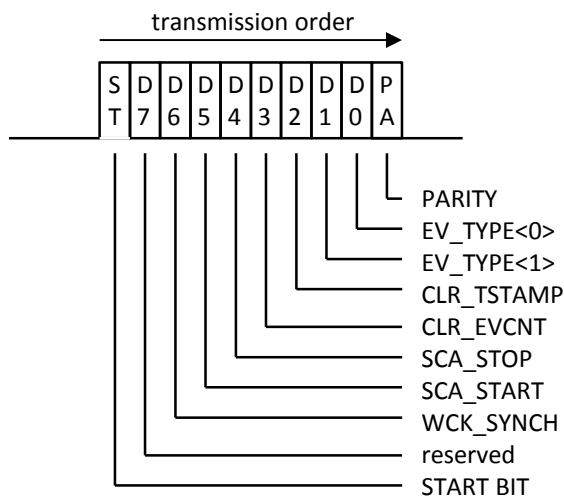 transmission order
S D D D D D D D D P
T 7 6 5 4 3 2 1 0 A
PARITY
EV_TYPE<0>
EV_TYPE<1>
CLR_TSTAMP
CLR_EVCNT
SCA_STOP
SCA_START
WCK_SYNCH
reserved
START BIT